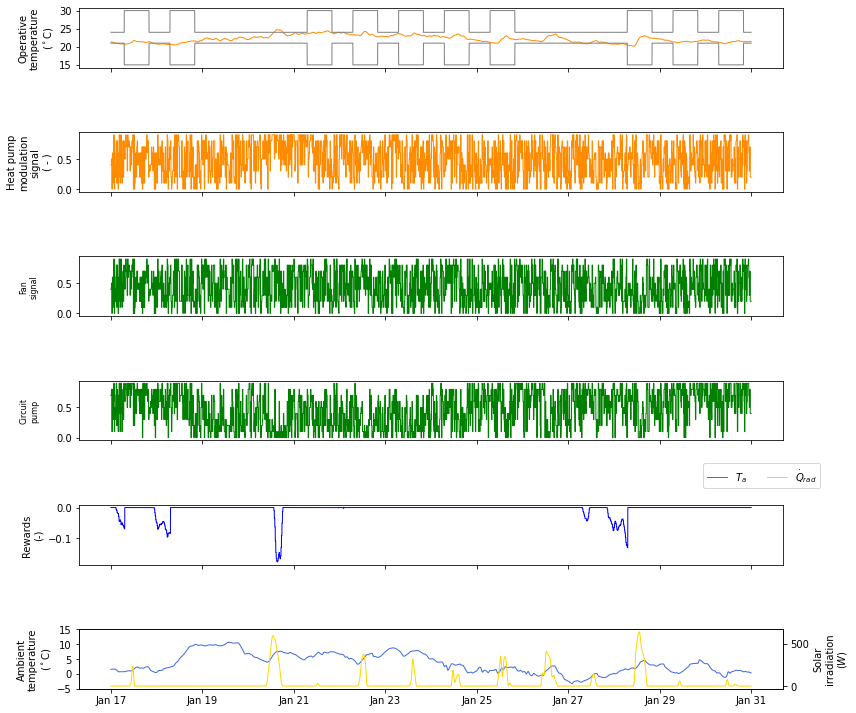 Operative
temperature
(°C)
30
25
20
15
Heat pump
modulation
signal
( - )
0.5
0.0
Fan
signal
0.5
0.0
Circuit
pump
0.5
0.0
Tₐ Q̇rad
Rewards
(-)
0.0
−0.1
Ambient
temperature
(°C)
15
10
5
0
−5
500
0
Solar
irradiation
(W)
Jan 17 Jan 19 Jan 21 Jan 23 Jan 25 Jan 27 Jan 29 Jan 31